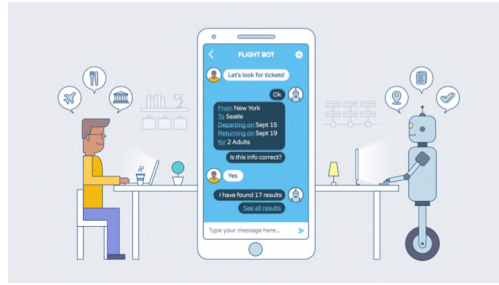 FLIGHT BOT
Let's look for tickets!
Ok
From New York
To Seatle
Departing on Sept 15
Returning on Sept 19
for 2 Adults
Is this info correct?
Yes
I have found 17 results
See all results
Type your message here...